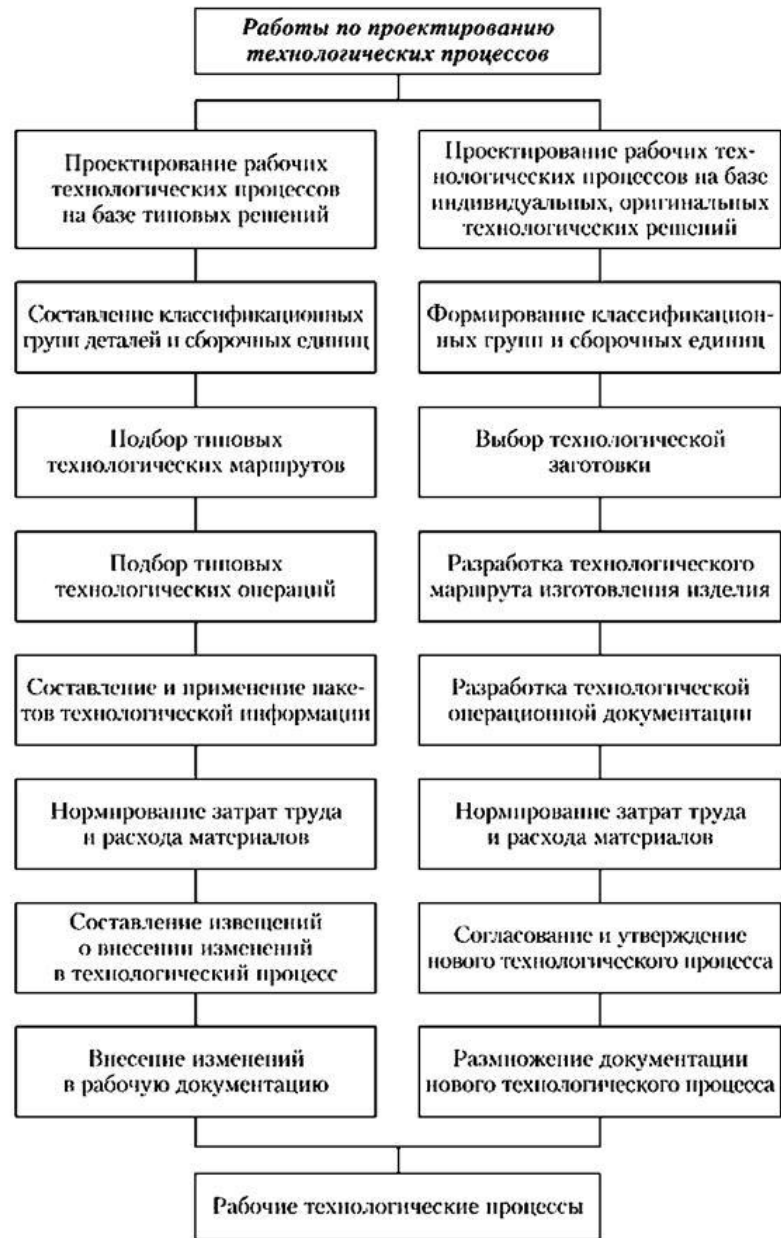 Работы по проектированию
технологических процессов
Проектирование рабочих
технологических процессов
на базе типовых решений
Проектирование рабочих тех-
нологических процессов на базе
индивидуальных, оригинальных
технологических решений
Составление классификационных
групп деталей и сборочных единиц
Формирование классификацион-
ных групп и сборочных единиц
Подбор типовых
технологических маршрутов
Выбор технологической
заготовки
Подбор типовых
технологических операций
Разработка технологического
маршрута изготовления изделия
Составление и применение паке-
тов технологической информации
Разработка технологической
операционной документации
Нормирование затрат труда
и расхода материалов
Нормирование затрат труда
и расхода материалов
Составление извещений
о внесении изменений
в технологический процесс
Согласование и утверждение
нового технологического процесса
Внесение изменений
в рабочую документацию
Размножение документации
нового технологического процесса
Рабочие технологические процессы